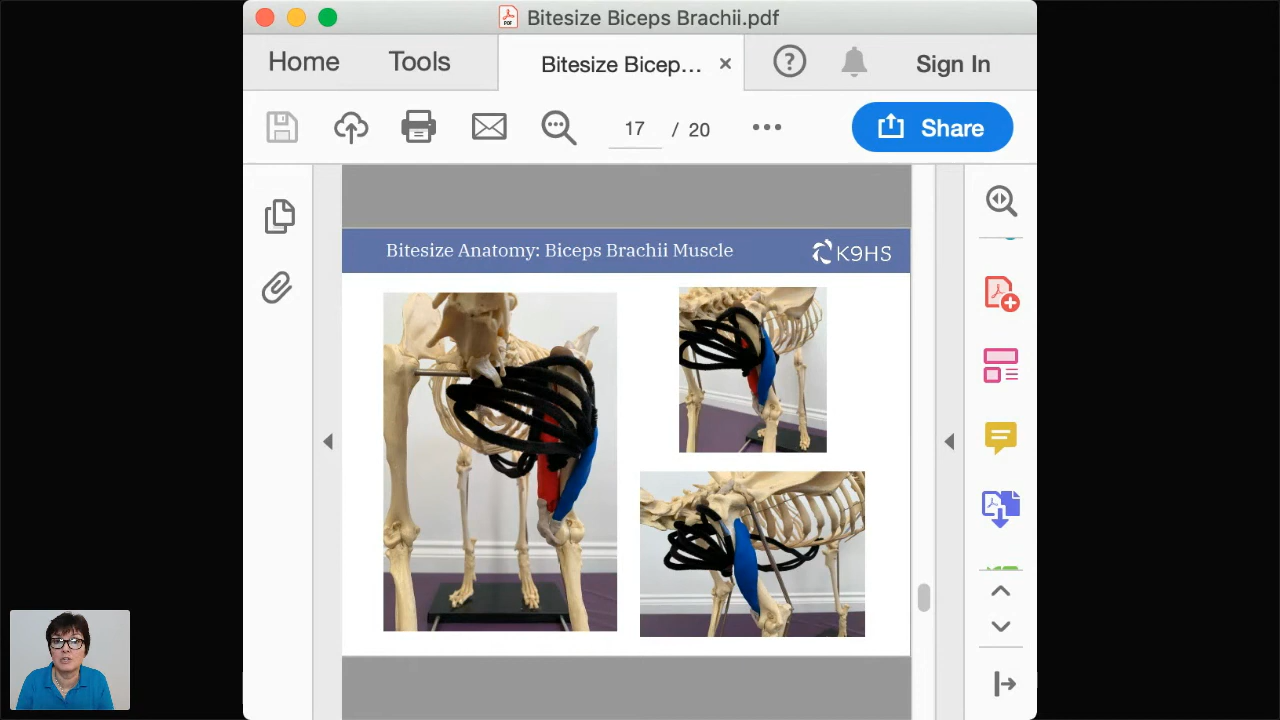 Bitesize Biceps Brachii.pdf
Home
Tools
Bitesize Bicep...
Sign In
17 / 20
Share
Bitesize Anatomy: Biceps Brachii Muscle
K9HS